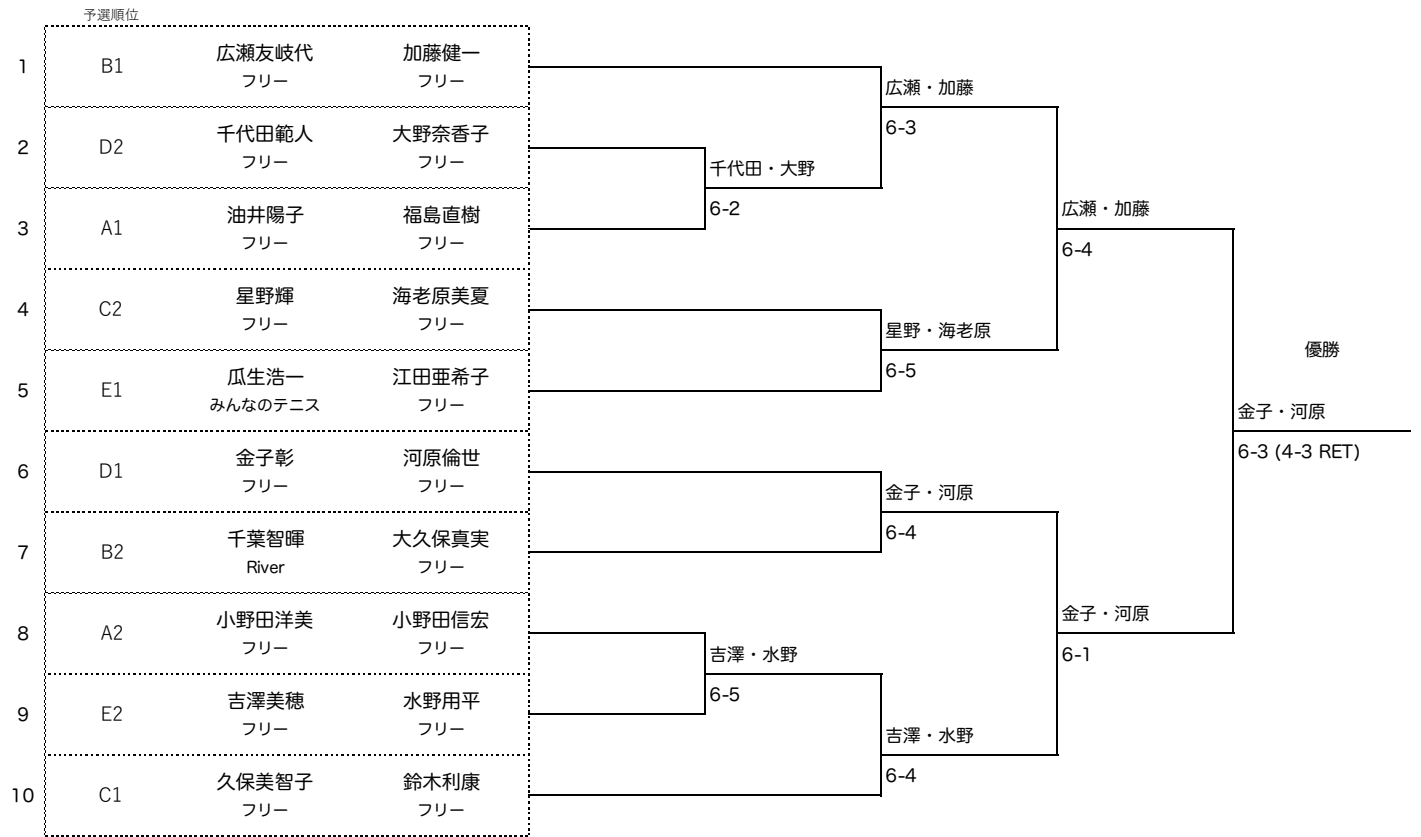 予選順位
1 B1 広瀬友岐代 加藤健一
フリー フリー
2 D2 千代田範人 大野奈香子
フリー フリー
3 A1 油井陽子 福島直樹
フリー フリー
4 C2 星野輝 海老原美夏
フリー フリー
5 E1 瓜生浩一 江田亜希子
みんなのテニス フリー
6 D1 金子彰 河原倫世
フリー フリー
7 B2 千葉智暉 大久保真実
River フリー
8 A2 小野田洋美 小野田信宏
フリー フリー
9 E2 吉澤美穂 水野用平
フリー フリー
10 C1 久保美智子 鈴木利康
フリー フリー
千代田・大野
6-2
吉澤・水野
6-5
広瀬・加藤
6-3
星野・海老原
6-5
金子・河原
6-4
吉澤・水野
6-4
広瀬・加藤
6-4
金子・河原
6-1
優勝
金子・河原
6-3 (4-3 RET)